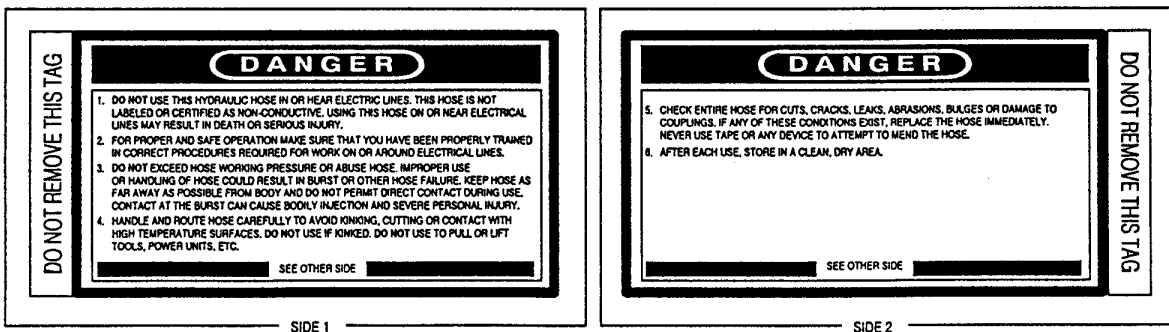 DO NOT REMOVE THIS TAG
DANGER
1. DO NOT USE THIS HYDRAULIC HOSE IN OR HEAR ELECTRIC LINES. THIS HOSE IS NOT
LABELED OR CERTIFIED AS NON-CONDUCTIVE. USING THIS HOSE ON OR NEAR ELECTRICAL
LINES MAY RESULT IN DEATH OR SERIOUS INJURY.
2. FOR PROPER AND SAFE OPERATION MAKE SURE THAT YOU HAVE BEEN PROPERLY TRAINED
IN CORRECT PROCEDURES REQUIRED FOR WORK ON OR AROUND ELECTRICAL LINES.
3. DO NOT EXCEED HOSE WORKING PRESSURE OR ABUSE HOSE. IMPROPER USE
OR HANDLING OF HOSE COULD RESULT IN BURST OR OTHER HOSE FAILURE. KEEP HOSE AS
FAR AWAY AS POSSIBLE FROM BODY AND DO NOT PERMIT DIRECT CONTACT DURING USE.
CONTACT AT THE BURST CAN CAUSE BODILY INJECTION AND SEVERE PERSONAL INJURY.
4. HANDLE AND ROUTE HOSE CAREFULLY TO AVOID KINKING, CUTTING OR CONTACT WITH
HIGH TEMPERATURE SURFACES. DO NOT USE IF KINKED. DO NOT USE TO PULL OR LIFT
TOOLS, POWER UNITS, ETC.
SEE OTHER SIDE
SIDE 1
DANGER
5. CHECK ENTIRE HOSE FOR CUTS, CRACKS, LEAKS, ABRASIONS, BULGES OR DAMAGE TO
COUPLINGS. IF ANY OF THESE CONDITIONS EXIST, REPLACE THE HOSE IMMEDIATELY.
NEVER USE TAPE OR ANY DEVICE TO ATTEMPT TO MEND THE HOSE.
6. AFTER EACH USE, STORE IN A CLEAN, DRY AREA.
SEE OTHER SIDE
DO NOT REMOVE THIS TAG
SIDE 2